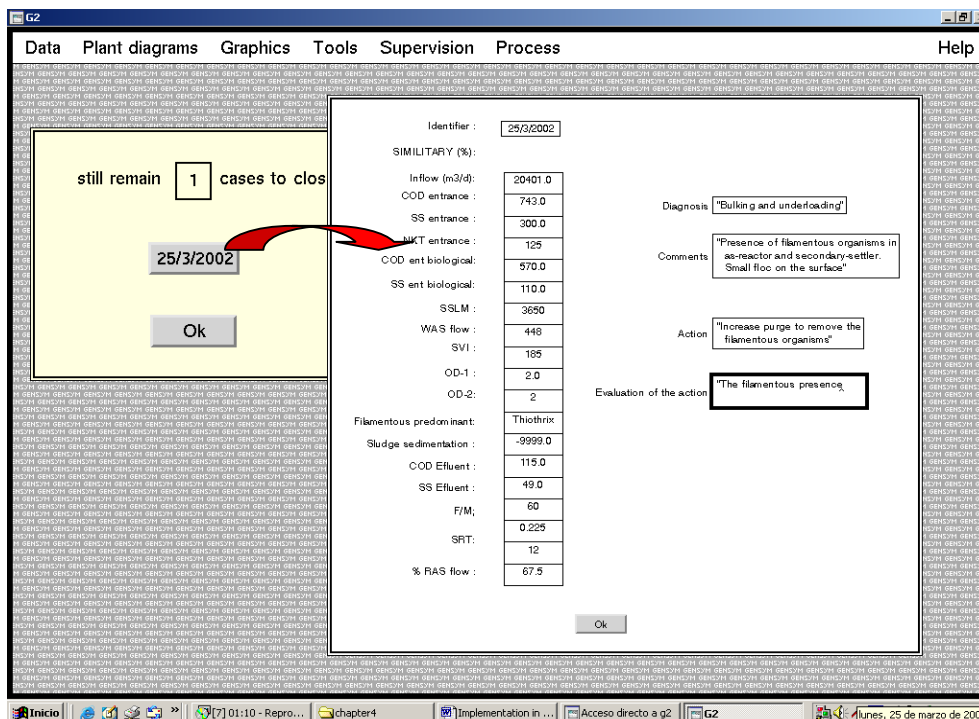 G2
Data Plant diagrams Graphics Tools Supervision Process Help
still remain 1 cases to clos
25/3/2002
Ok
Identifier : 25/3/2002
SIMILITARY (%):
Inflow (m3/d): 20401.0
COD entrance : 743.0
SS entrance : 300.0
NKT entrance : 125
COD ent biological: 570.0
SS ent biological: 110.0
SSLM : 3650
WAS flow : 448
SVI : 185
OD-1 : 2.0
OD-2: 2
Filamentous predominant: Thiothrix
Sludge sedimentation : -9999.0
COD Efluent : 115.0
SS Efluent : 49.0
F/M; 60
0.225
SRT: 12
% RAS flow : 67.5
Diagnosis "Bulking and underloading"
Comments "Presence of filamentous organisms in
as-reactor and secondary-settler.
Small floc on the surface"
Action "Increase purge to remove the
filamentous organisms"
Evaluation of the action "The filamentous presence
Ok
Inicio [7] 01:10 - Repro... chapter4 Implementation in ... Acceso directo a g2 G2 lunes, 25 de marzo de